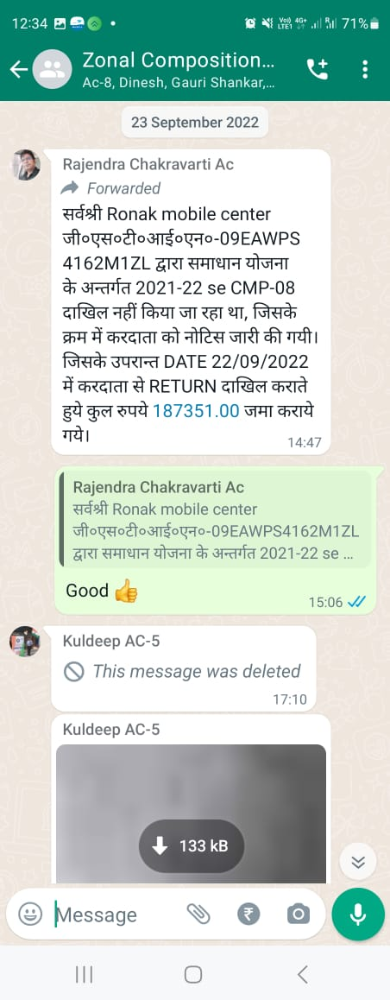 12:34
Vo)) 4G+
LTE1
R
71%
Zonal Composition...
Ac-8, Dinesh, Gauri Shankar,...
23 September 2022
Rajendra Chakravarti Ac
Forwarded
सर्वश्री Ronak mobile center
जी०एस०टी०आई०एन०-09EAWPS
4162M1ZL द्वारा समाधान योजना
के अन्तर्गत 2021-22 se CMP-08
दाखिल नहीं किया जा रहा था, जिसके
क्रम में करदाता को नोटिस जारी की गयी।
जिसके उपरान्त DATE 22/09/2022
में करदाता से RETURN दाखिल कराते
हुये कुल रुपये 187351.00 जमा कराये
गये।
14:47
Rajendra Chakravarti Ac
सर्वश्री Ronak mobile center
जी०एस०टी०आई०एन०-09EAWPS4162M1ZL
द्वारा समाधान योजना के अन्तर्गत 2021-22 se ...
Good 👍
15:06
Kuldeep AC-5
This message was deleted
17:10
Kuldeep AC-5
133 kB
Message